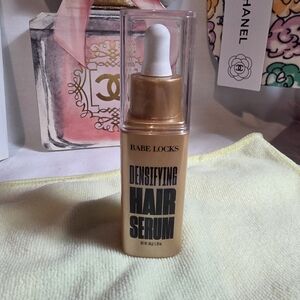 CHANEL
BABE LOCKS
DENSIFYING
HAIR
SERUM